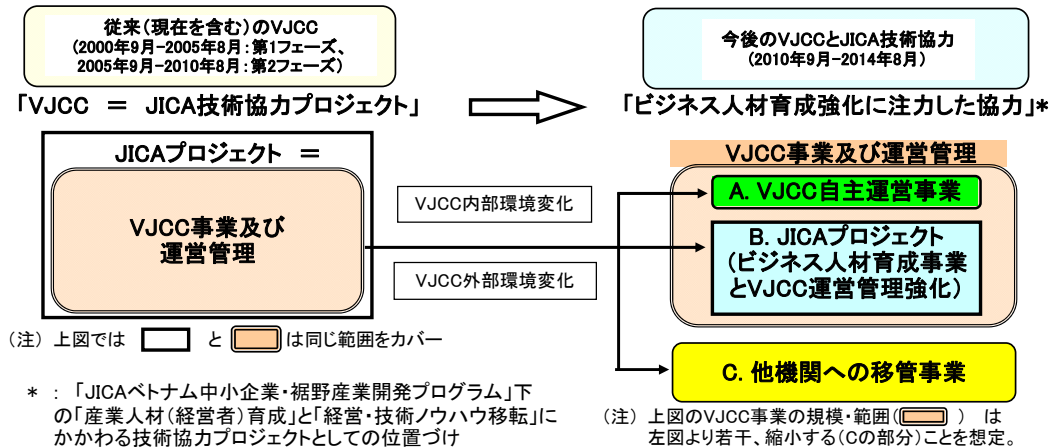 従来(現在を含む)のVJCC
(2000年9月-2005年8月:第1フェーズ、
2005年9月-2010年8月:第2フェーズ)
今後のVJCCとJICA技術協力
(2010年9月-2014年8月)
「VJCC = JICA技術協力プロジェクト」
「ビジネス人材育成強化に注力した協力」*
JICAプロジェクト =
VJCC事業及び
運営管理
VJCC内部環境変化
VJCC外部環境変化
VJCC事業及び運営管理
A. VJCC自主運営事業
B. JICAプロジェクト
(ビジネス人材育成事業
とVJCC運営管理強化)
C. 他機関への移管事業
(注) 上図では と は同じ範囲をカバー
* : 「JICAベトナム中小企業・裾野産業開発プログラム」下
の「産業人材(経営者)育成」と「経営・技術ノウハウ移転」に
かかわる技術協力プロジェクトとしての位置づけ
(注) 上図のVJCC事業の規模・範囲( ) は
左図より若干、縮小する(Cの部分)ことを想定。